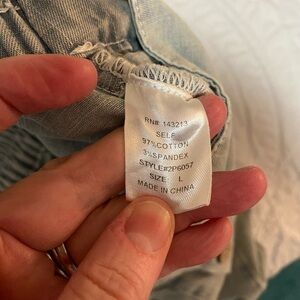 RN#: 143213
SELF
97%COTTON
3%SPANDEX
STYLE#2P6057
SIZE: L
MADE IN CHINA